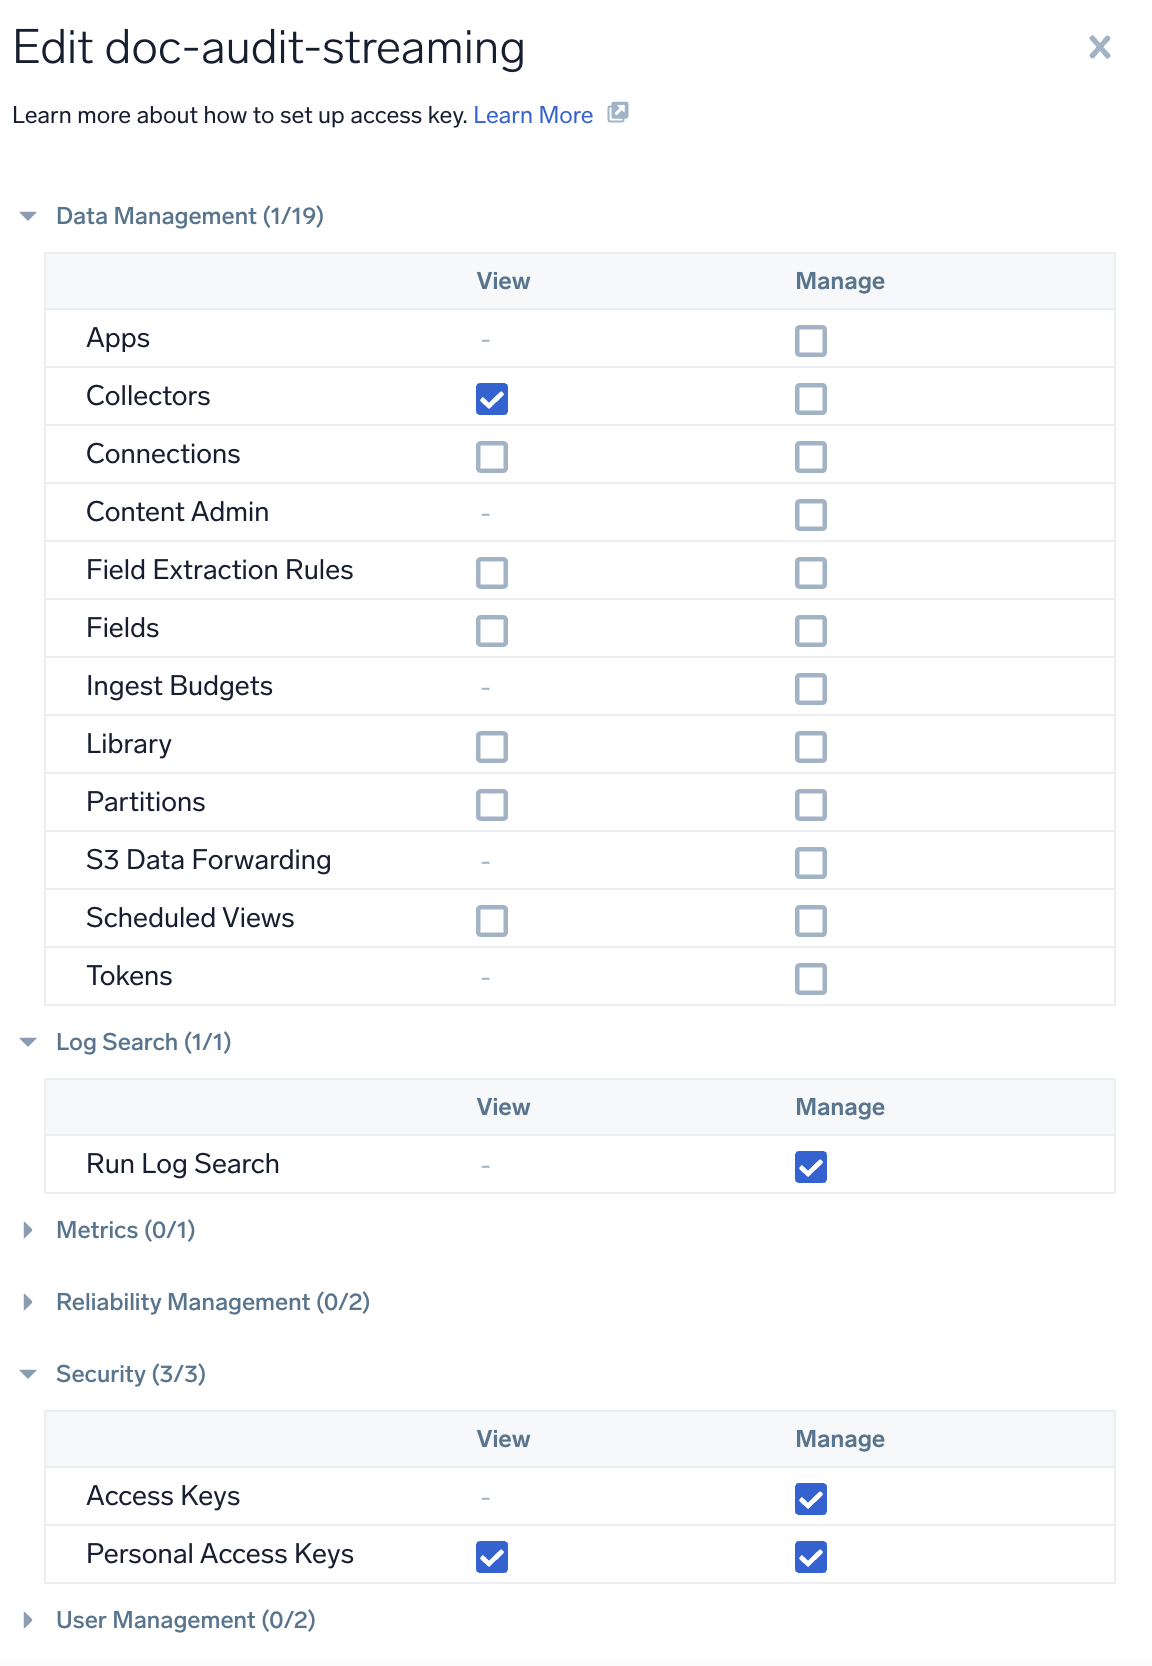 Edit doc-audit-streaming
Learn more about how to set up access key. Learn More
Data Management (1/19)
View Manage
Apps -
Collectors
Connections
Content Admin -
Field Extraction Rules
Fields
Ingest Budgets -
Library
Partitions
S3 Data Forwarding -
Scheduled Views
Tokens -
Log Search (1/1)
View Manage
Run Log Search -
Metrics (0/1)
Reliability Management (0/2)
Security (3/3)
View Manage
Access Keys -
Personal Access Keys
User Management (0/2)